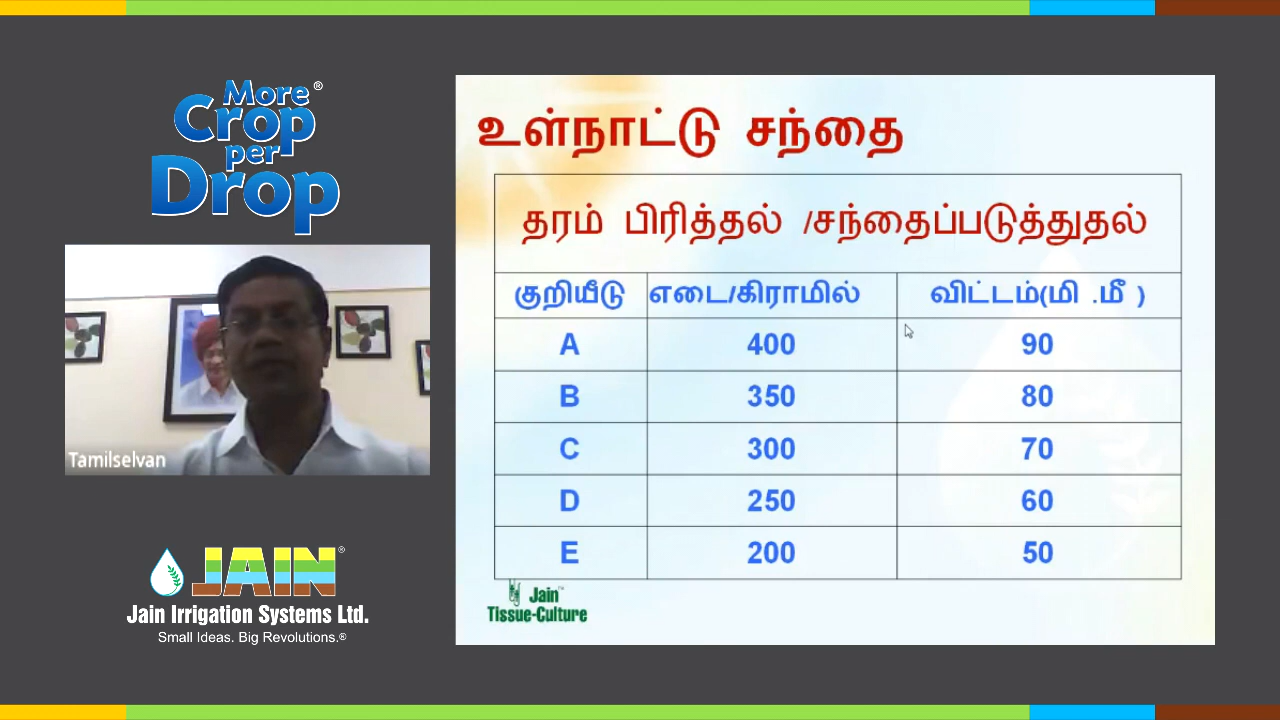 More®
Crop
per
Drop
Tamilselvan
JAIN®
Jain Irrigation Systems Ltd.
Small Ideas. Big Revolutions.®
உள்நாட்டு சந்தை
தரம் பிரித்தல் /சந்தைப்படுத்துதல்
குறியீடு எடை/கிராமில் விட்டம்(மி .மீ )
A 400 90
B 350 80
C 300 70
D 250 60
E 200 50
Jain™
Tissue-Culture